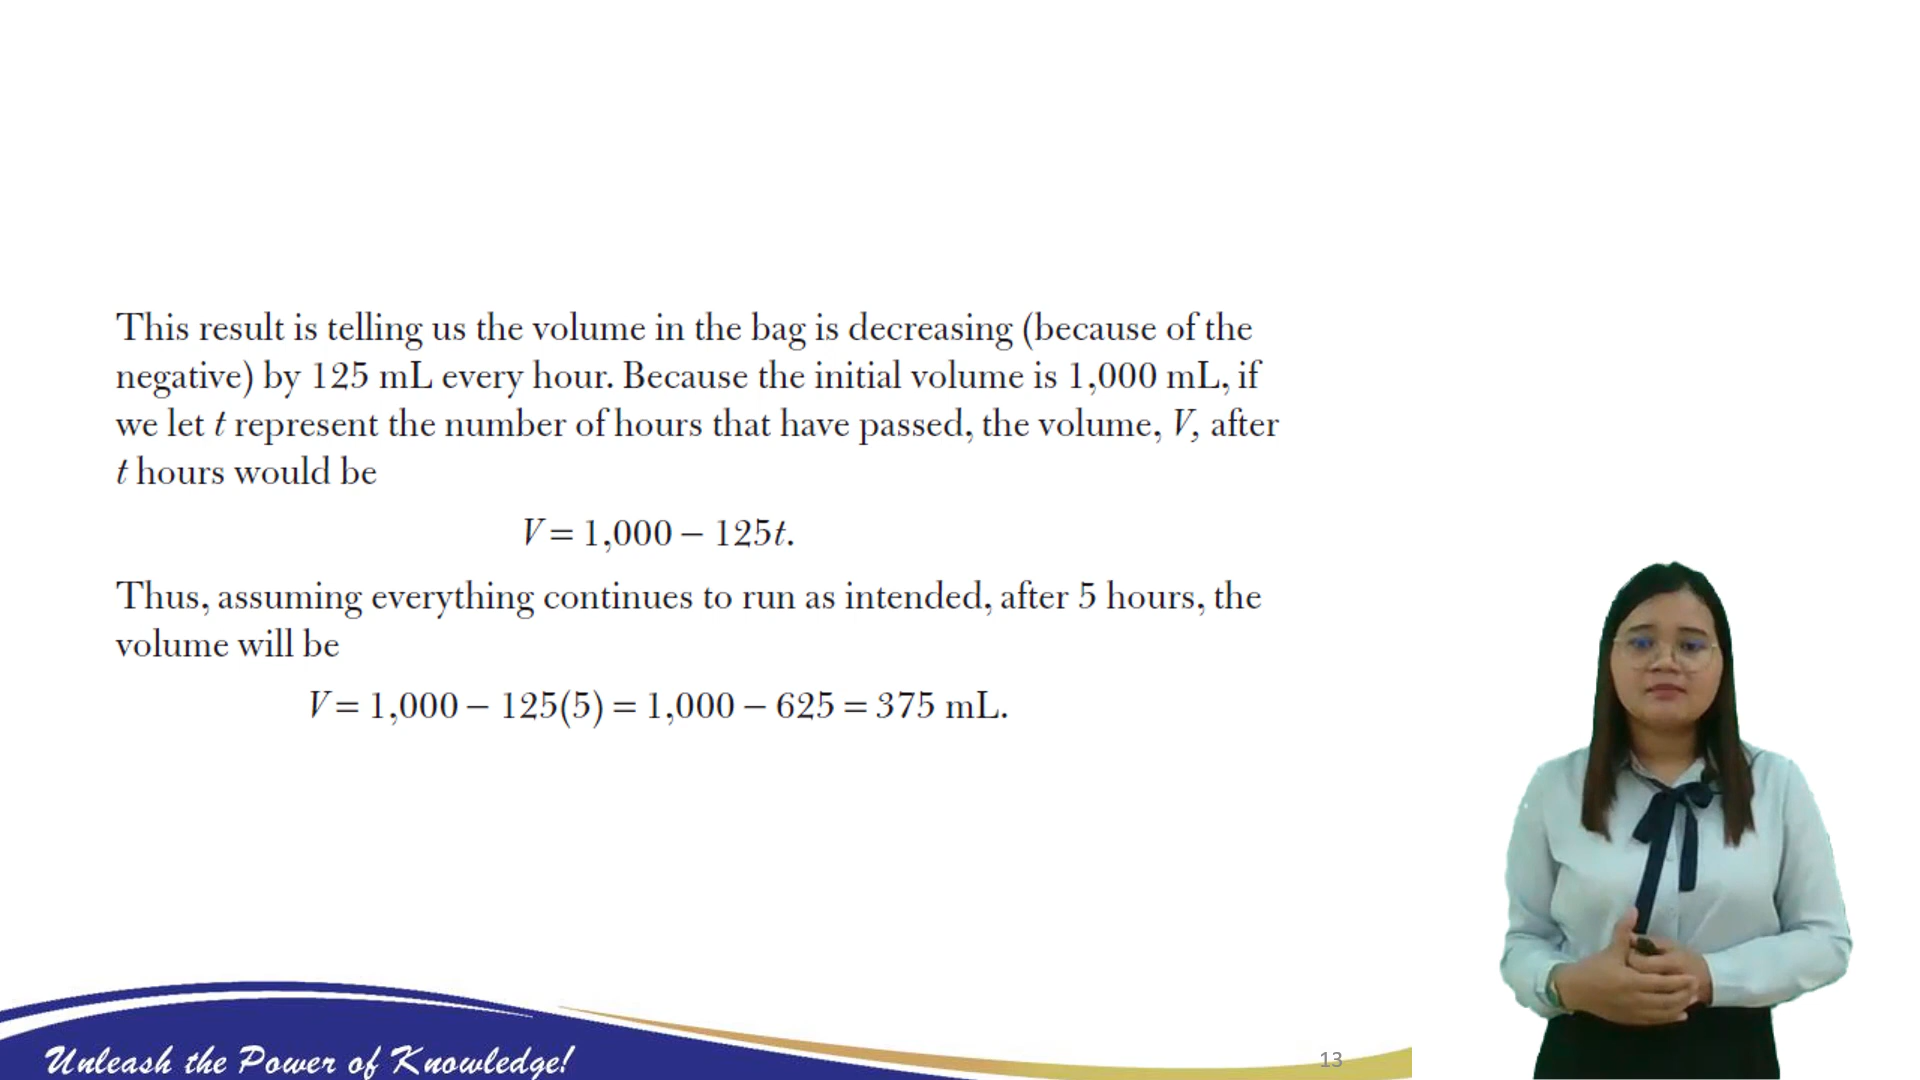 This result is telling us the volume in the bag is decreasing (because of the
negative) by 125 mL every hour. Because the initial volume is 1,000 mL, if
we let t represent the number of hours that have passed, the volume, V, after
t hours would be
V = 1,000 – 125t.
Thus, assuming everything continues to run as intended, after 5 hours, the
volume will be
V = 1,000 – 125(5) = 1,000 – 625 = 375 mL.
Unleash the Power of Knowledge!
13